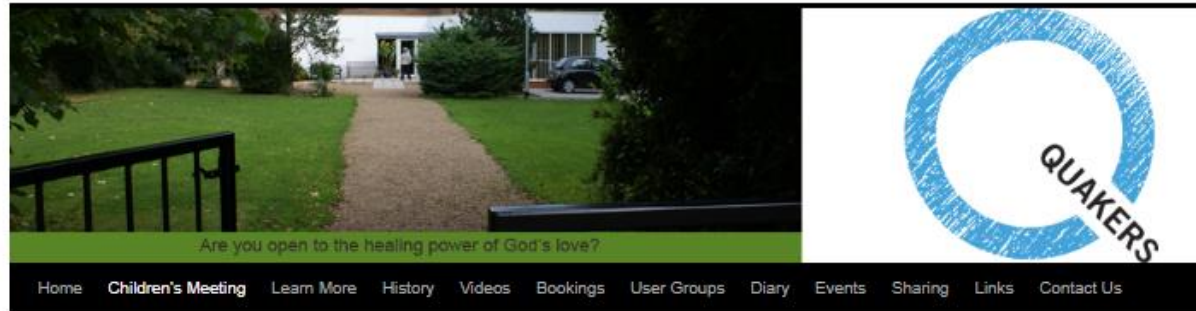 QUAKERS
Are you open to the healing power of God's love?
Home Children's Meeting Learn More History Videos Bookings User Groups Diary Events Sharing Links Contact Us